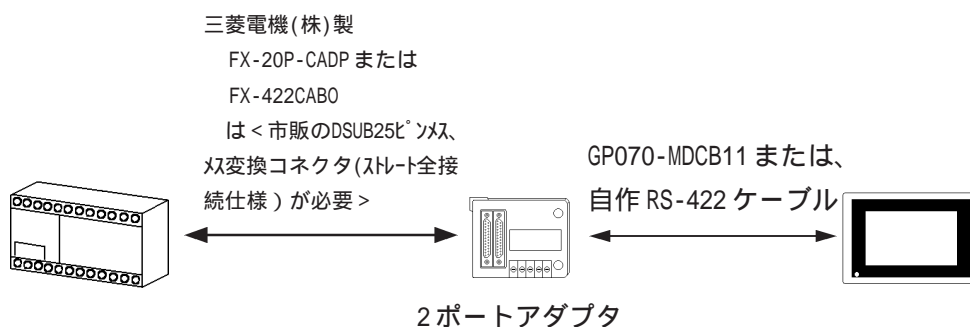 三菱電機(株)製
FX-20P-CADP または
FX-422CAB0
は<市販のDSUB25ﾋﾟﾝﾒｽ、
ﾒｽ変換コネクタ(ｽﾄﾚｰﾄ全接
続仕様)が必要>
GP070-MDCB11 または、
自作 RS-422 ケーブル
2ポートアダプタ